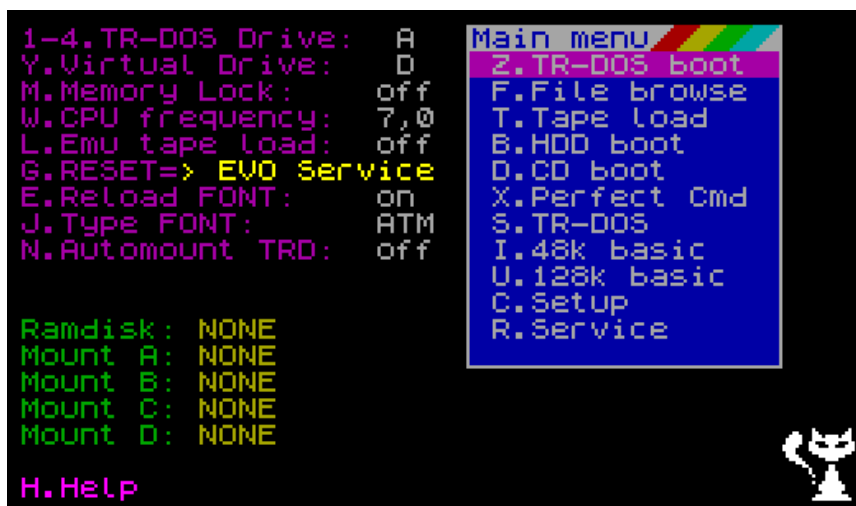 1-4.TR-DOS Drive: A
Y.Virtual Drive: D
M.Memory Lock: off
W.CPU frequency: 7,0
L.Emu tape load: off
G.RESET=> EVO Service
E.Reload FONT: on
J.Type FONT: ATM
N.Automount TRD: off
Ramdisk: NONE
Mount A: NONE
Mount B: NONE
Mount C: NONE
Mount D: NONE
H.Help
Main menu
Z.TR-DOS boot
F.File browse
T.Tape load
B.HDD boot
D.CD boot
X.Perfect Cmd
S.TR-DOS
I.48k basic
U.128k basic
C.Setup
R.Service